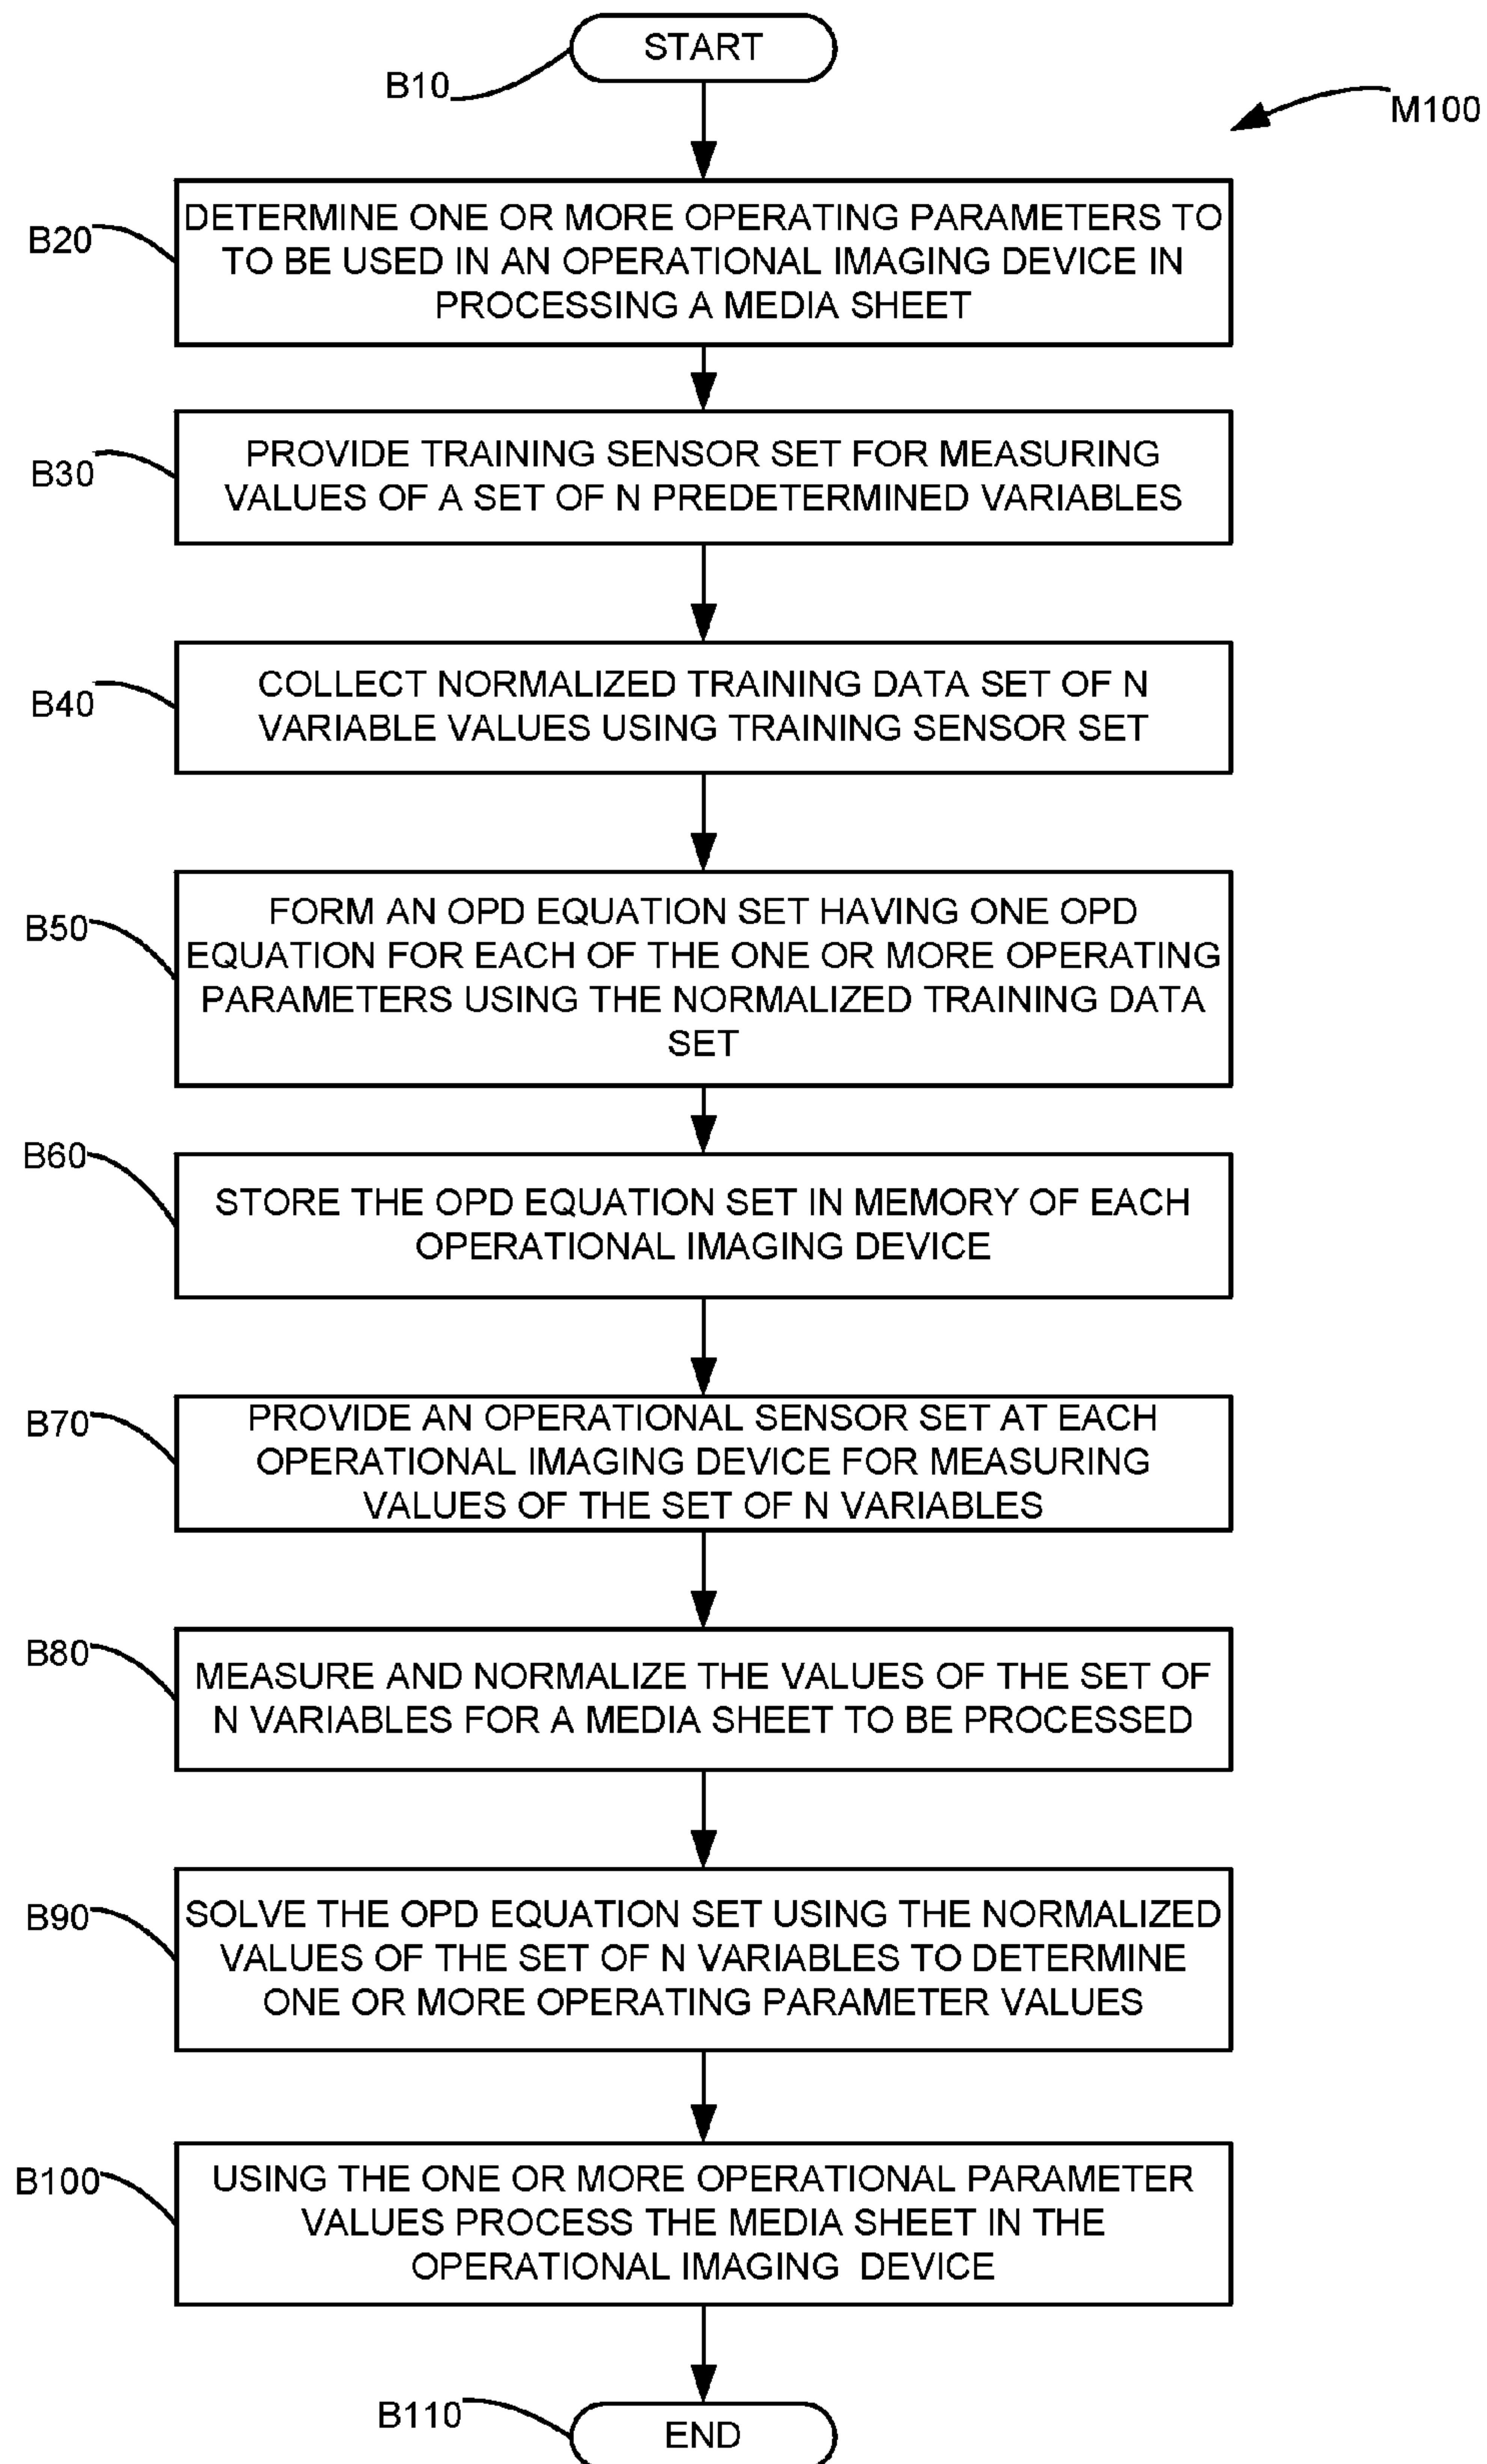 START
B10
M100
DETERMINE ONE OR MORE OPERATING PARAMETERS TO
TO BE USED IN AN OPERATIONAL IMAGING DEVICE IN
PROCESSING A MEDIA SHEET
B20
PROVIDE TRAINING SENSOR SET FOR MEASURING
VALUES OF A SET OF N PREDETERMINED VARIABLES
B30
COLLECT NORMALIZED TRAINING DATA SET OF N
VARIABLE VALUES USING TRAINING SENSOR SET
B40
FORM AN OPD EQUATION SET HAVING ONE OPD
EQUATION FOR EACH OF THE ONE OR MORE OPERATING
PARAMETERS USING THE NORMALIZED TRAINING DATA
SET
B50
B60
STORE THE OPD EQUATION SET IN MEMORY OF EACH
OPERATIONAL IMAGING DEVICE
PROVIDE AN OPERATIONAL SENSOR SET AT EACH
OPERATIONAL IMAGING DEVICE FOR MEASURING
VALUES OF THE SET OF N VARIABLES
B70
B80
MEASURE AND NORMALIZE THE VALUES OF THE SET OF
N VARIABLES FOR A MEDIA SHEET TO BE PROCESSED
SOLVE THE OPD EQUATION SET USING THE NORMALIZED
VALUES OF THE SET OF N VARIABLES TO DETERMINE
ONE OR MORE OPERATING PARAMETER VALUES
B90
B100
USING THE ONE OR MORE OPERATIONAL PARAMETER
VALUES PROCESS THE MEDIA SHEET IN THE
OPERATIONAL IMAGING DEVICE
B110
END